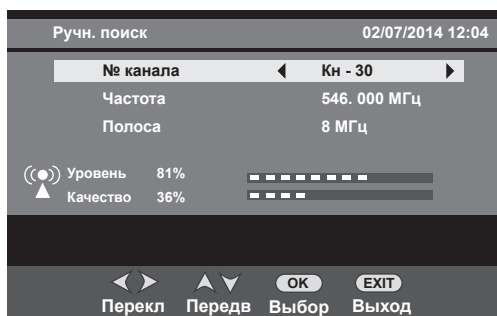 Ручн. поиск 02/07/2014 12:04
№ канала Кн - 30
Частота 546. 000 МГц
Полоса 8 МГц
Уровень 81%
Качество 36%
OK EXIT
Перекл Передв Выбор Выход